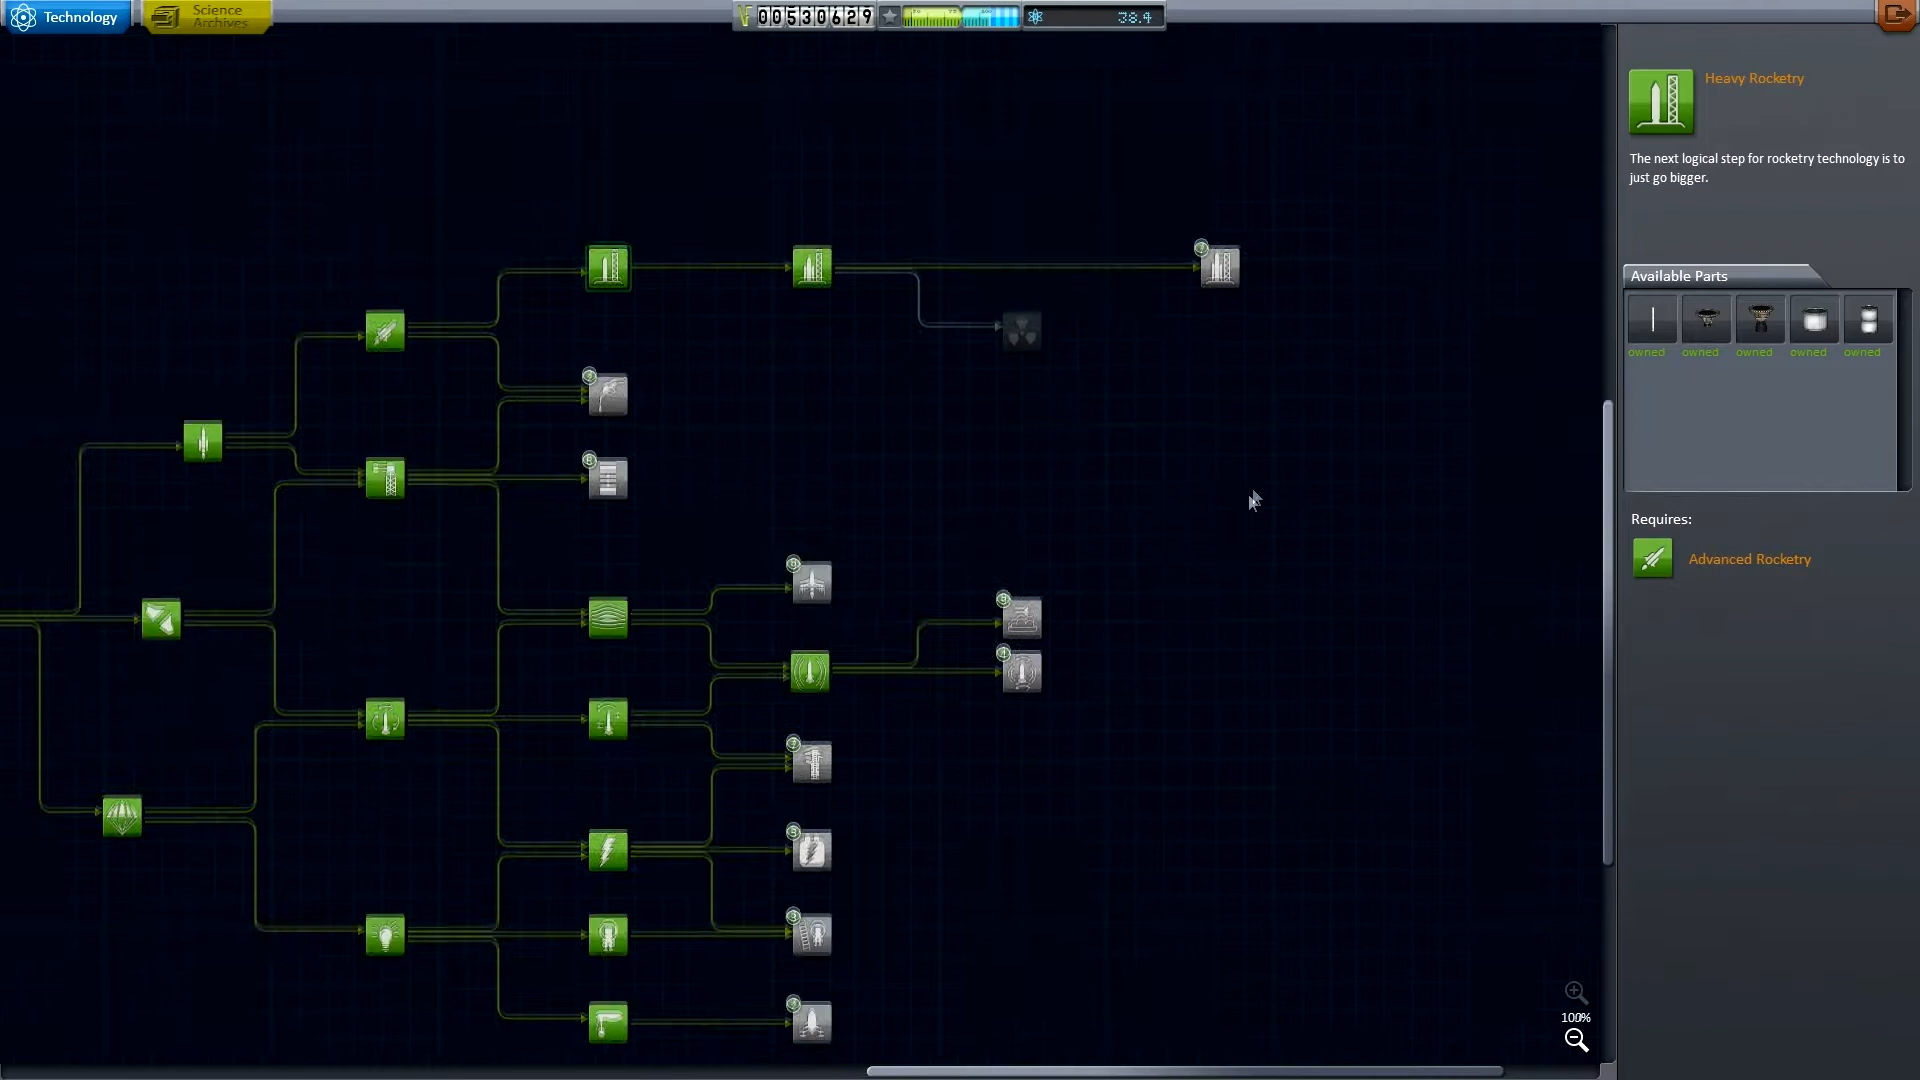 Technology
Science
Archives
00530629
38.4
Heavy Rocketry
The next logical step for rocketry technology is to
just go bigger.
Available Parts
owned owned owned owned owned
Requires:
Advanced Rocketry
100%